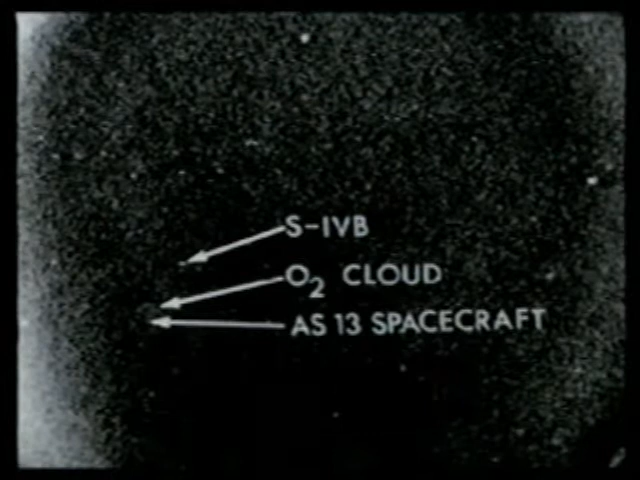 S-IVB
O₂ CLOUD
AS 13 SPACECRAFT